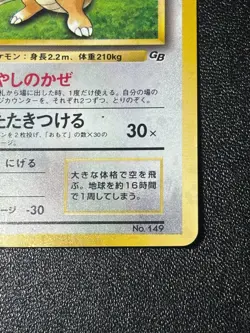 ケモン：身長2.2m、体重210kg
GB
やしのかぜ
札から場に出した時、1度だけ使える。自分の場の
ジカウンターを、それぞれ2つずつ、とりのぞく。
たたきつける 30×
ンを2枚投げ、「おもて」の数×30の
ージ。
にげる
ージ -30
大きな体格で空を飛
ぶ。地球を約16時間
で1周してしまう。
No. 149